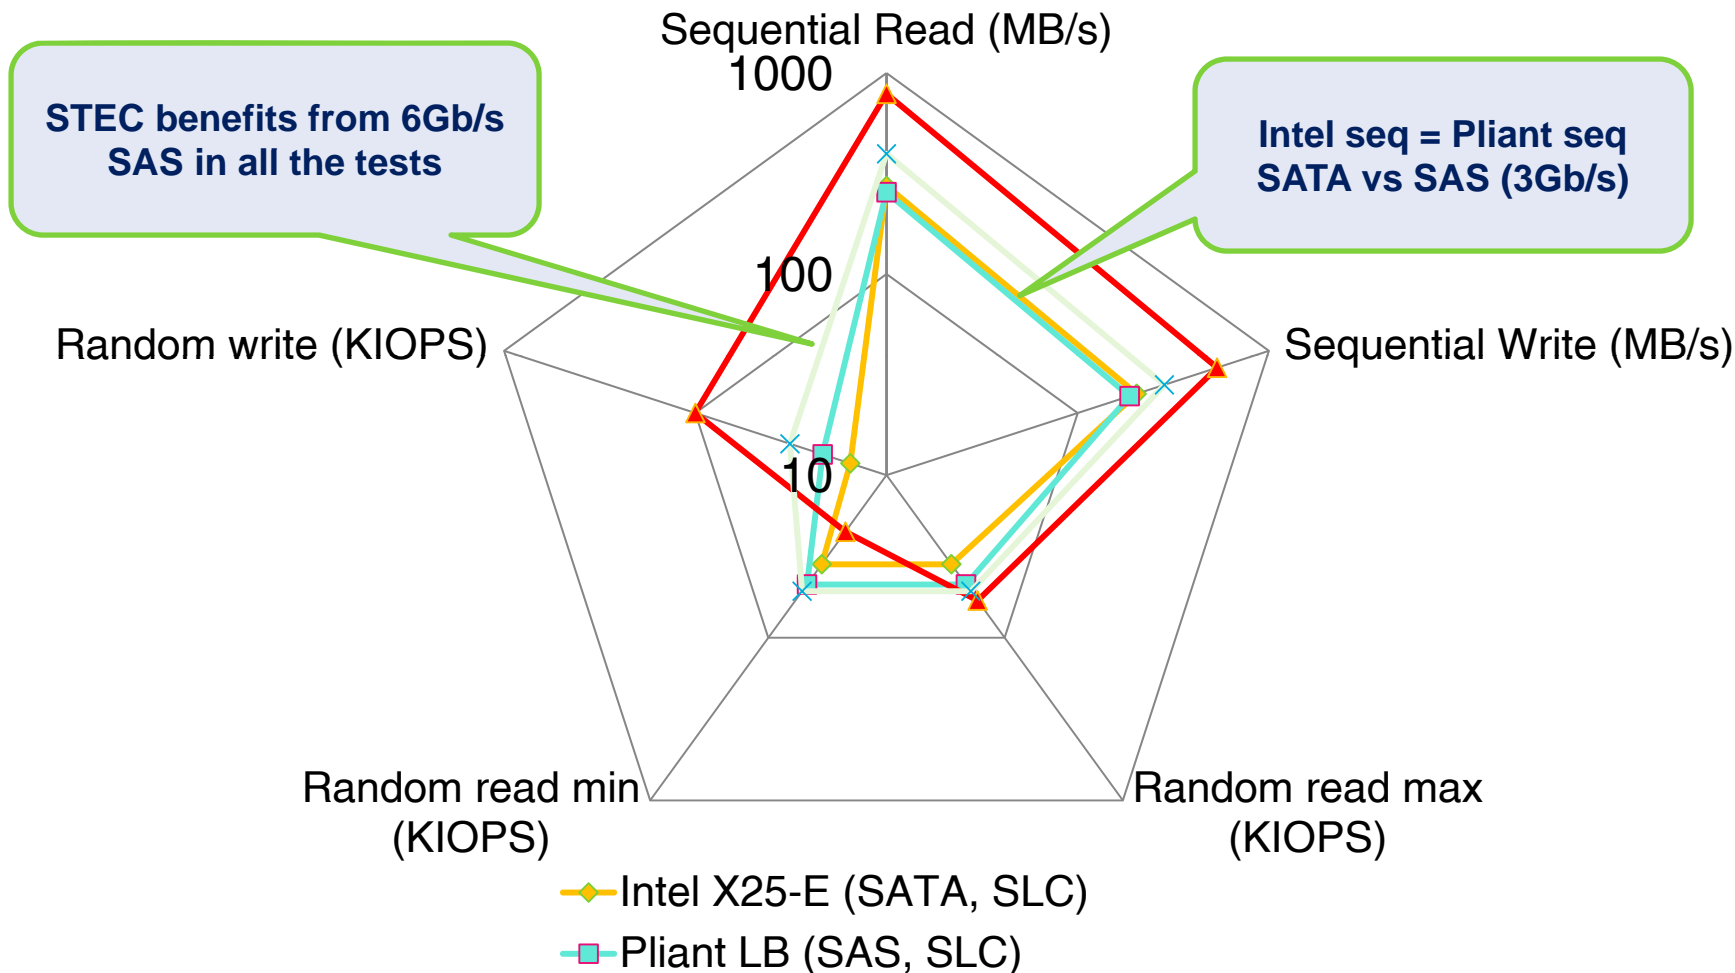 Sequential Read (MB/s)
1000
STEC benefits from 6Gb/s
SAS in all the tests
Intel seq = Pliant seq
SATA vs SAS (3Gb/s)
100
Random write (KIOPS)
Sequential Write (MB/s)
10
Random read min
(KIOPS)
Random read max
(KIOPS)
Intel X25-E (SATA, SLC)
Pliant LB (SAS, SLC)